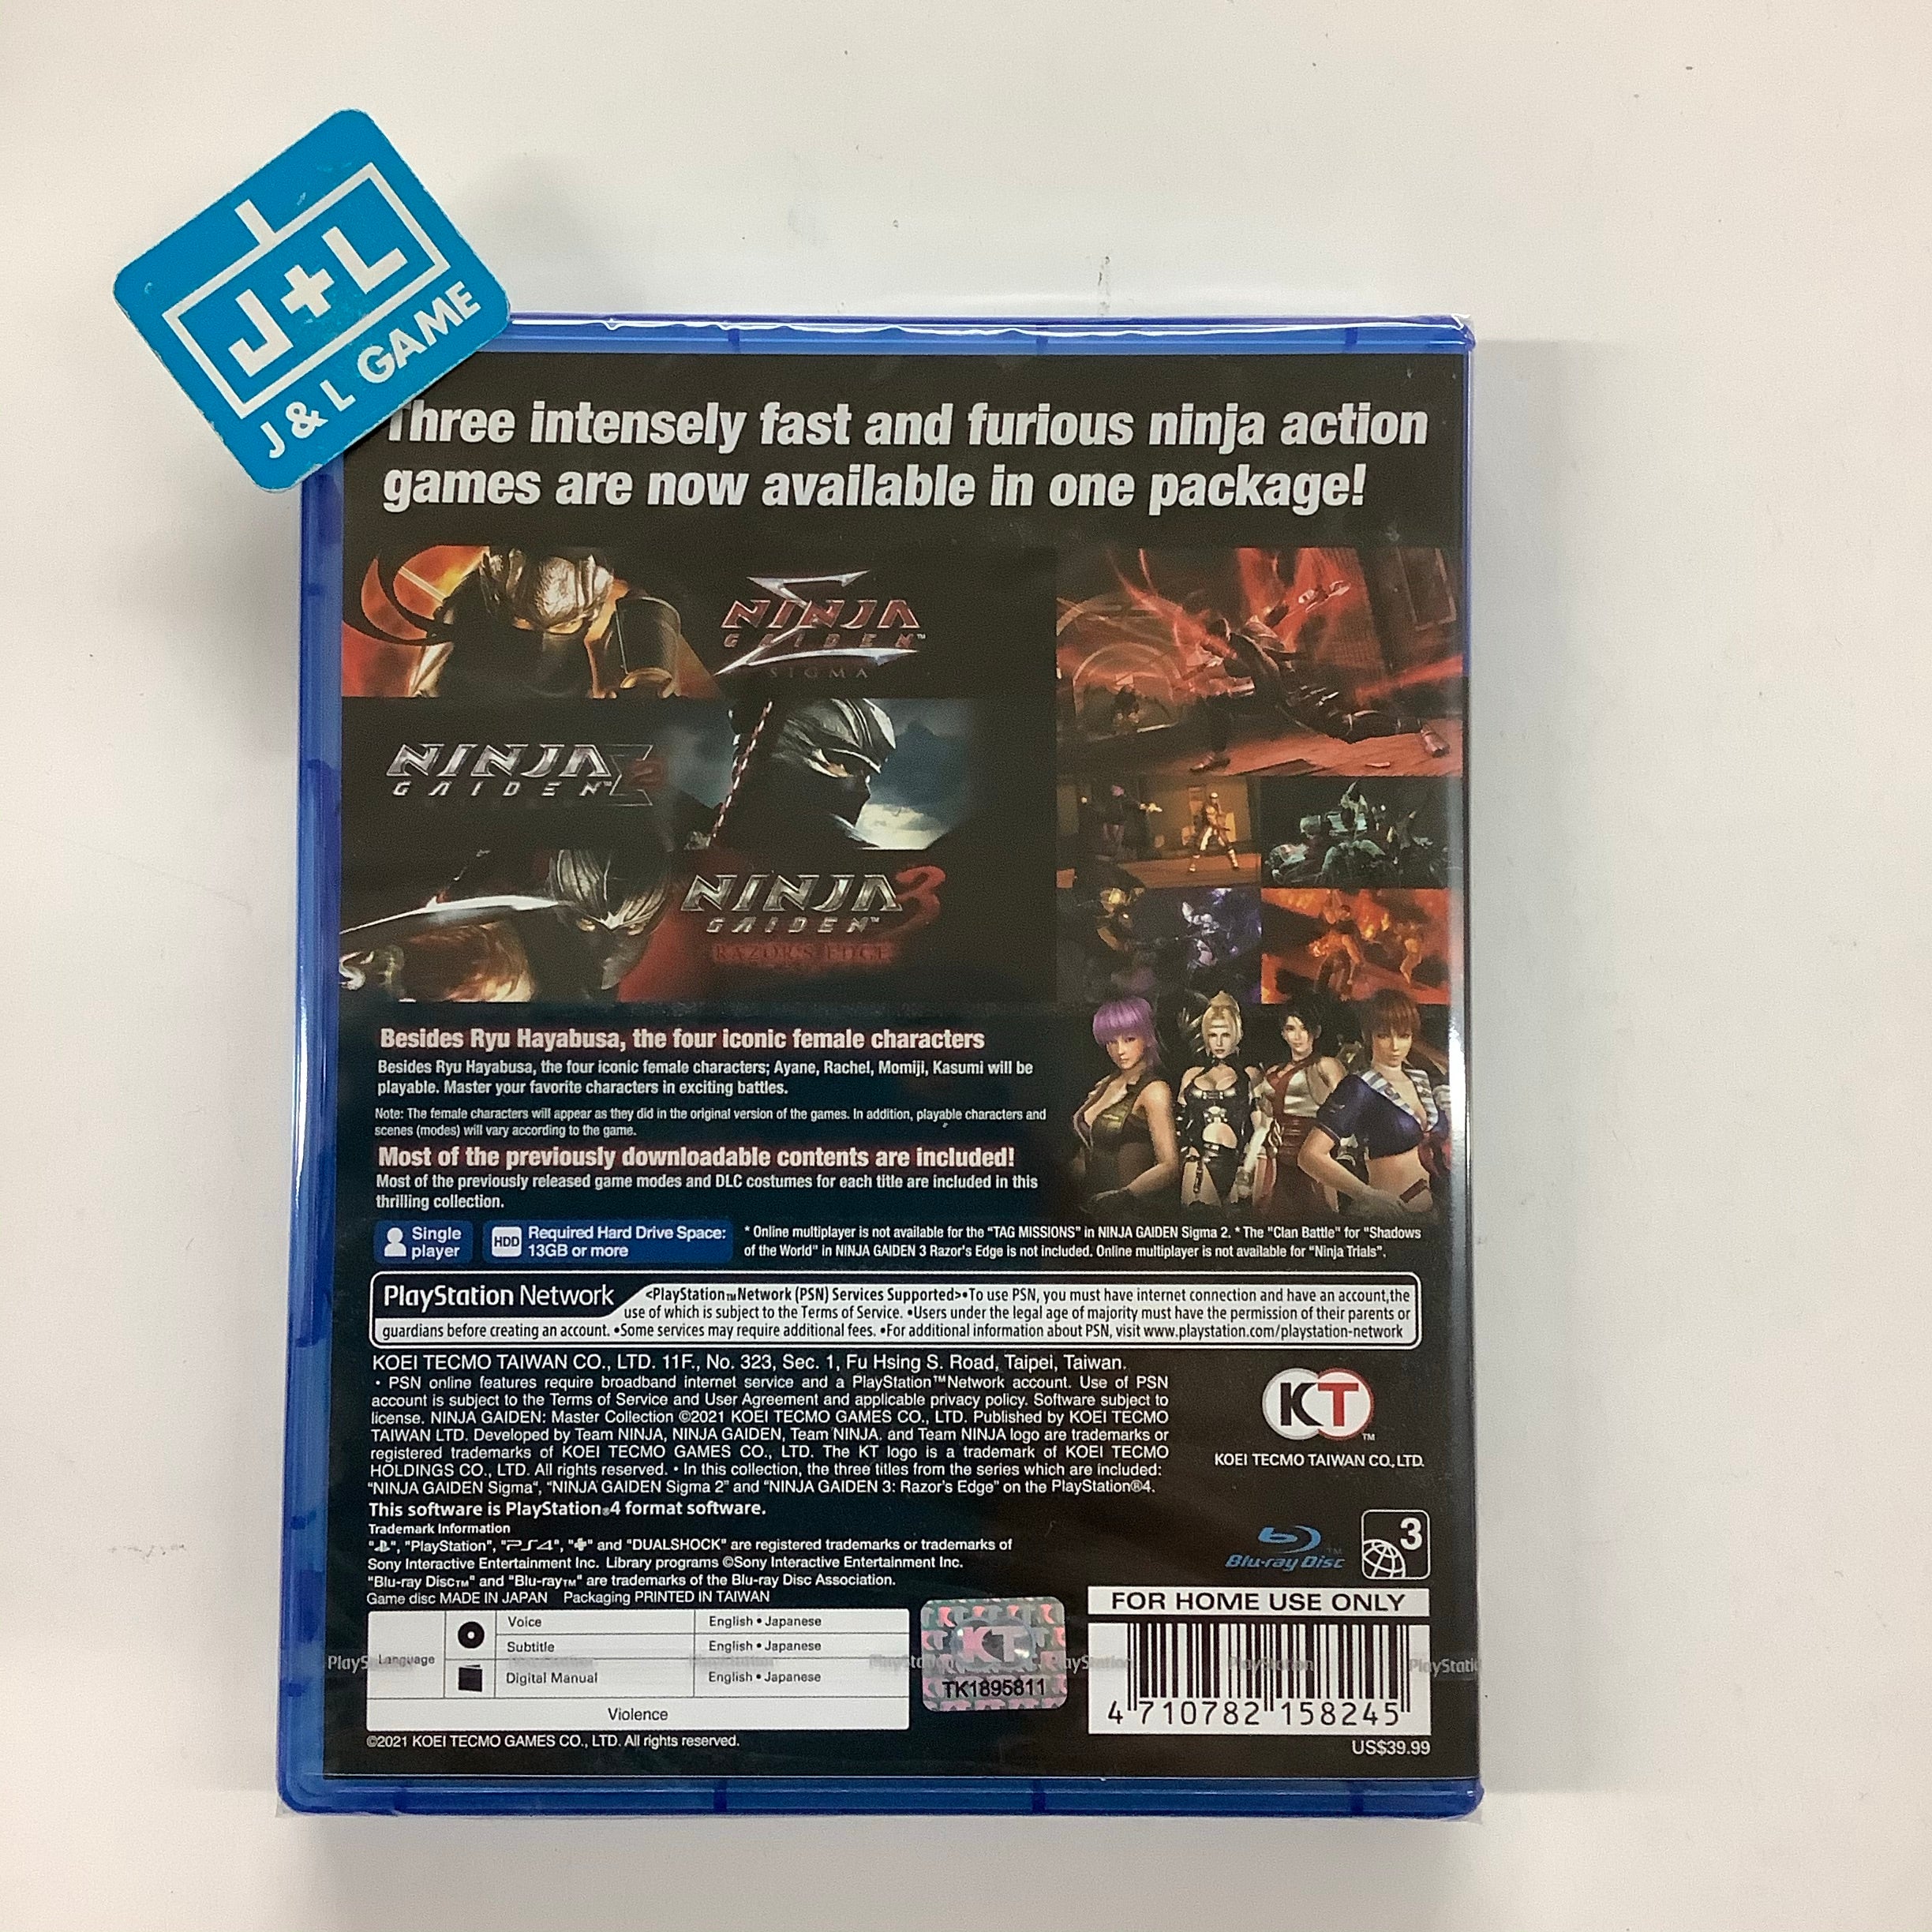 J+L
J & L GAME
Three intensely fast and furious ninja action
games are now available in one package!
NINJA
GAIDEN™
SIGMA
NINJA
GAIDEN™ Σ2
NINJA 3
GAIDEN™
RAZOR'S EDGE
Besides Ryu Hayabusa, the four iconic female characters
Besides Ryu Hayabusa, the four iconic female characters; Ayane, Rachel, Momiji, Kasumi will be
playable. Master your favorite characters in exciting battles.
Note: The female characters will appear as they did in the original version of the games. In addition, playable characters and
scenes (modes) will vary according to the game.
Most of the previously downloadable contents are included!
Most of the previously released game modes and DLC costumes for each title are included in this
thrilling collection.
Single
player
HDD
Required Hard Drive Space:
13GB or more
* Online multiplayer is not available for the "TAG MISSIONS" in NINJA GAIDEN Sigma 2. * The "Clan Battle" for "Shadows
of the World" in NINJA GAIDEN 3 Razor's Edge is not included. Online multiplayer is not available for "Ninja Trials".
PlayStation Network
<PlayStation™Network (PSN) Services Supported>•To use PSN, you must have internet connection and have an account,the
use of which is subject to the Terms of Service. •Users under the legal age of majority must have the permission of their parents or
guardians before creating an account. •Some services may require additional fees. •For additional information about PSN, visit www.playstation.com/playstation-network
KOEI TECMO TAIWAN CO., LTD. 11F., No. 323, Sec. 1, Fu Hsing S. Road, Taipei, Taiwan.
• PSN online features require broadband internet service and a PlayStation™Network account. Use of PSN
account is subject to the Terms of Service and User Agreement and applicable privacy policy. Software subject to
license. NINJA GAIDEN: Master Collection ©2021 KOEI TECMO GAMES CO., LTD. Published by KOEI TECMO
TAIWAN LTD. Developed by Team NINJA, NINJA GAIDEN, Team NINJA, and Team NINJA logo are trademarks or
registered trademarks of KOEI TECMO GAMES CO., LTD. The KT logo is a trademark of KOEI TECMO
HOLDINGS CO., LTD. All rights reserved. • In this collection, the three titles from the series which are included:
"NINJA GAIDEN Sigma", "NINJA GAIDEN Sigma 2" and "NINJA GAIDEN 3: Razor's Edge" on the PlayStation®4.
KT™
KOEI TECMO TAIWAN CO., LTD.
This software is PlayStation®4 format software.
Trademark Information
"", "PlayStation", "PS4", "" and "DUALSHOCK" are registered trademarks or trademarks of
Sony Interactive Entertainment Inc. Library programs ©Sony Interactive Entertainment Inc.
"Blu-ray Disc™" and "Blu-ray™" are trademarks of the Blu-ray Disc Association.
Game disc MADE IN JAPAN Packaging PRINTED IN TAIWAN
Blu-ray Disc™
3
FOR HOME USE ONLY
Language
Voice English • Japanese
Subtitle English • Japanese
Digital Manual English • Japanese
Violence
KT
TK1895811
PlayStation PlayStation PlayStation PlayStation PlayStation
4 710782 158245
US$39.99
©2021 KOEI TECMO GAMES CO., LTD. All rights reserved.